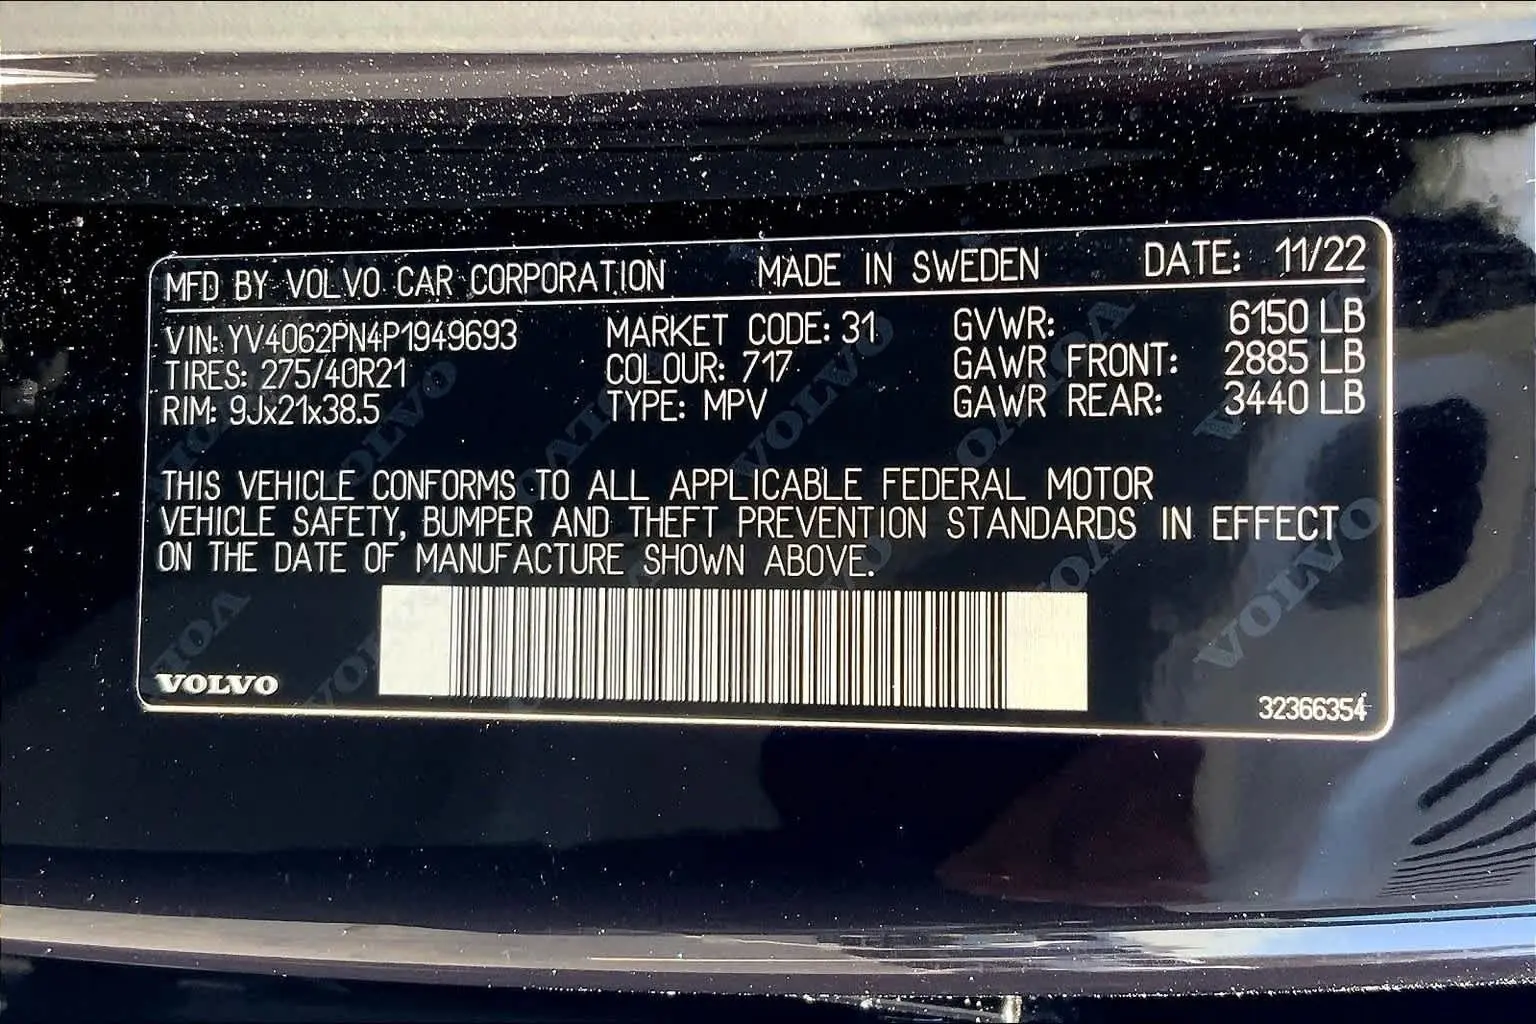 MFD BY VOLVO CAR CORPORATION MADE IN SWEDEN DATE: 11/22
VIN: YV4062PN4P1949693 MARKET CODE: 31 GVWR: 6150 LB
TIRES: 275/40R21 COLOUR: 717 GAWR FRONT: 2885 LB
RIM: 9Jx21x38.5 TYPE: MPV GAWR REAR: 3440 LB
THIS VEHICLE CONFORMS TO ALL APPLICABLE FEDERAL MOTOR
VEHICLE SAFETY, BUMPER AND THEFT PREVENTION STANDARDS IN EFFECT
ON THE DATE OF MANUFACTURE SHOWN ABOVE.
VOLVO 32366354